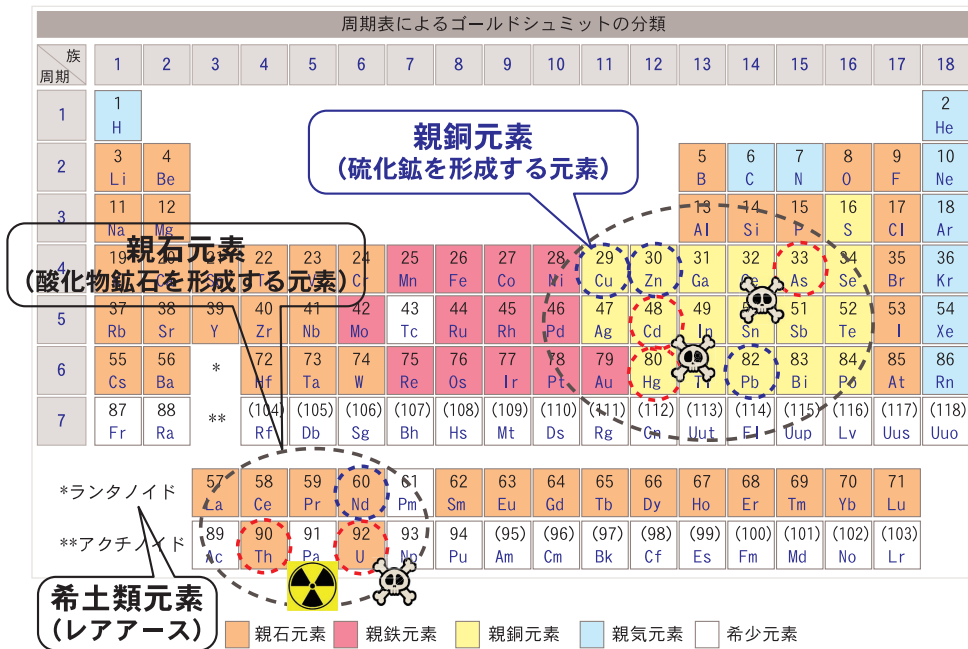 周期表によるゴールドシュミットの分類
族
周期
1 2 3 4 5 6 7 8 9 10 11 12 13 14 15 16 17 18
1
1 2
H He
親銅元素
(硫化鉱を形成する元素)
2
3 4 5 6 7 8 9 10
Li Be B C N O F Ne
3
11 12 13 14 15 16 17 18
Na Mg Al Si P S Cl Ar
親石元素
(酸化物鉱石を形成する元素)
4
19 22 23 24 25 26 27 28 29 30 31 32 33 34 35 36
Cr Mn Fe Co Ni Cu Zn Ga As Se Br Kr
5
37 38 39 40 41 42 43 44 45 46 47 48 49 51 52 53 54
Rb Sr Y Zr Nb Mo Tc Ru Rh Pd Ag Cd In Sn Sb Te I Xe
6
55 56 * 72 73 74 75 76 77 78 79 80 82 83 84 85 86
Cs Ba Hf Ta W Re Os Ir Pt Au Hg Tl Pb Bi Po At Rn
7
87 88 ** (104) (105) (106) (107) (108) (109) (110) (111) (112) (113) (114) (115) (116) (117) (118)
Fr Ra Rf Db Sg Bh Hs Mt Ds Rg Cn Uut Fl Uup Lv Uus Uuo
*ランタノイド
57 58 59 60 61 62 63 64 65 66 67 68 69 70 71
La Ce Pr Nd Pm Sm Eu Gd Tb Dy Ho Er Tm Yb Lu
**アクチノイド
89 90 91 92 93 94 (95) (96) (97) (98) (99) (100) (101) (102) (103)
Ac Th Pa U Np Pu Am Cm Bk Cf Es Fm Md No Lr
希土類元素
(レアアース)
親石元素 親鉄元素 親銅元素 親気元素 希少元素